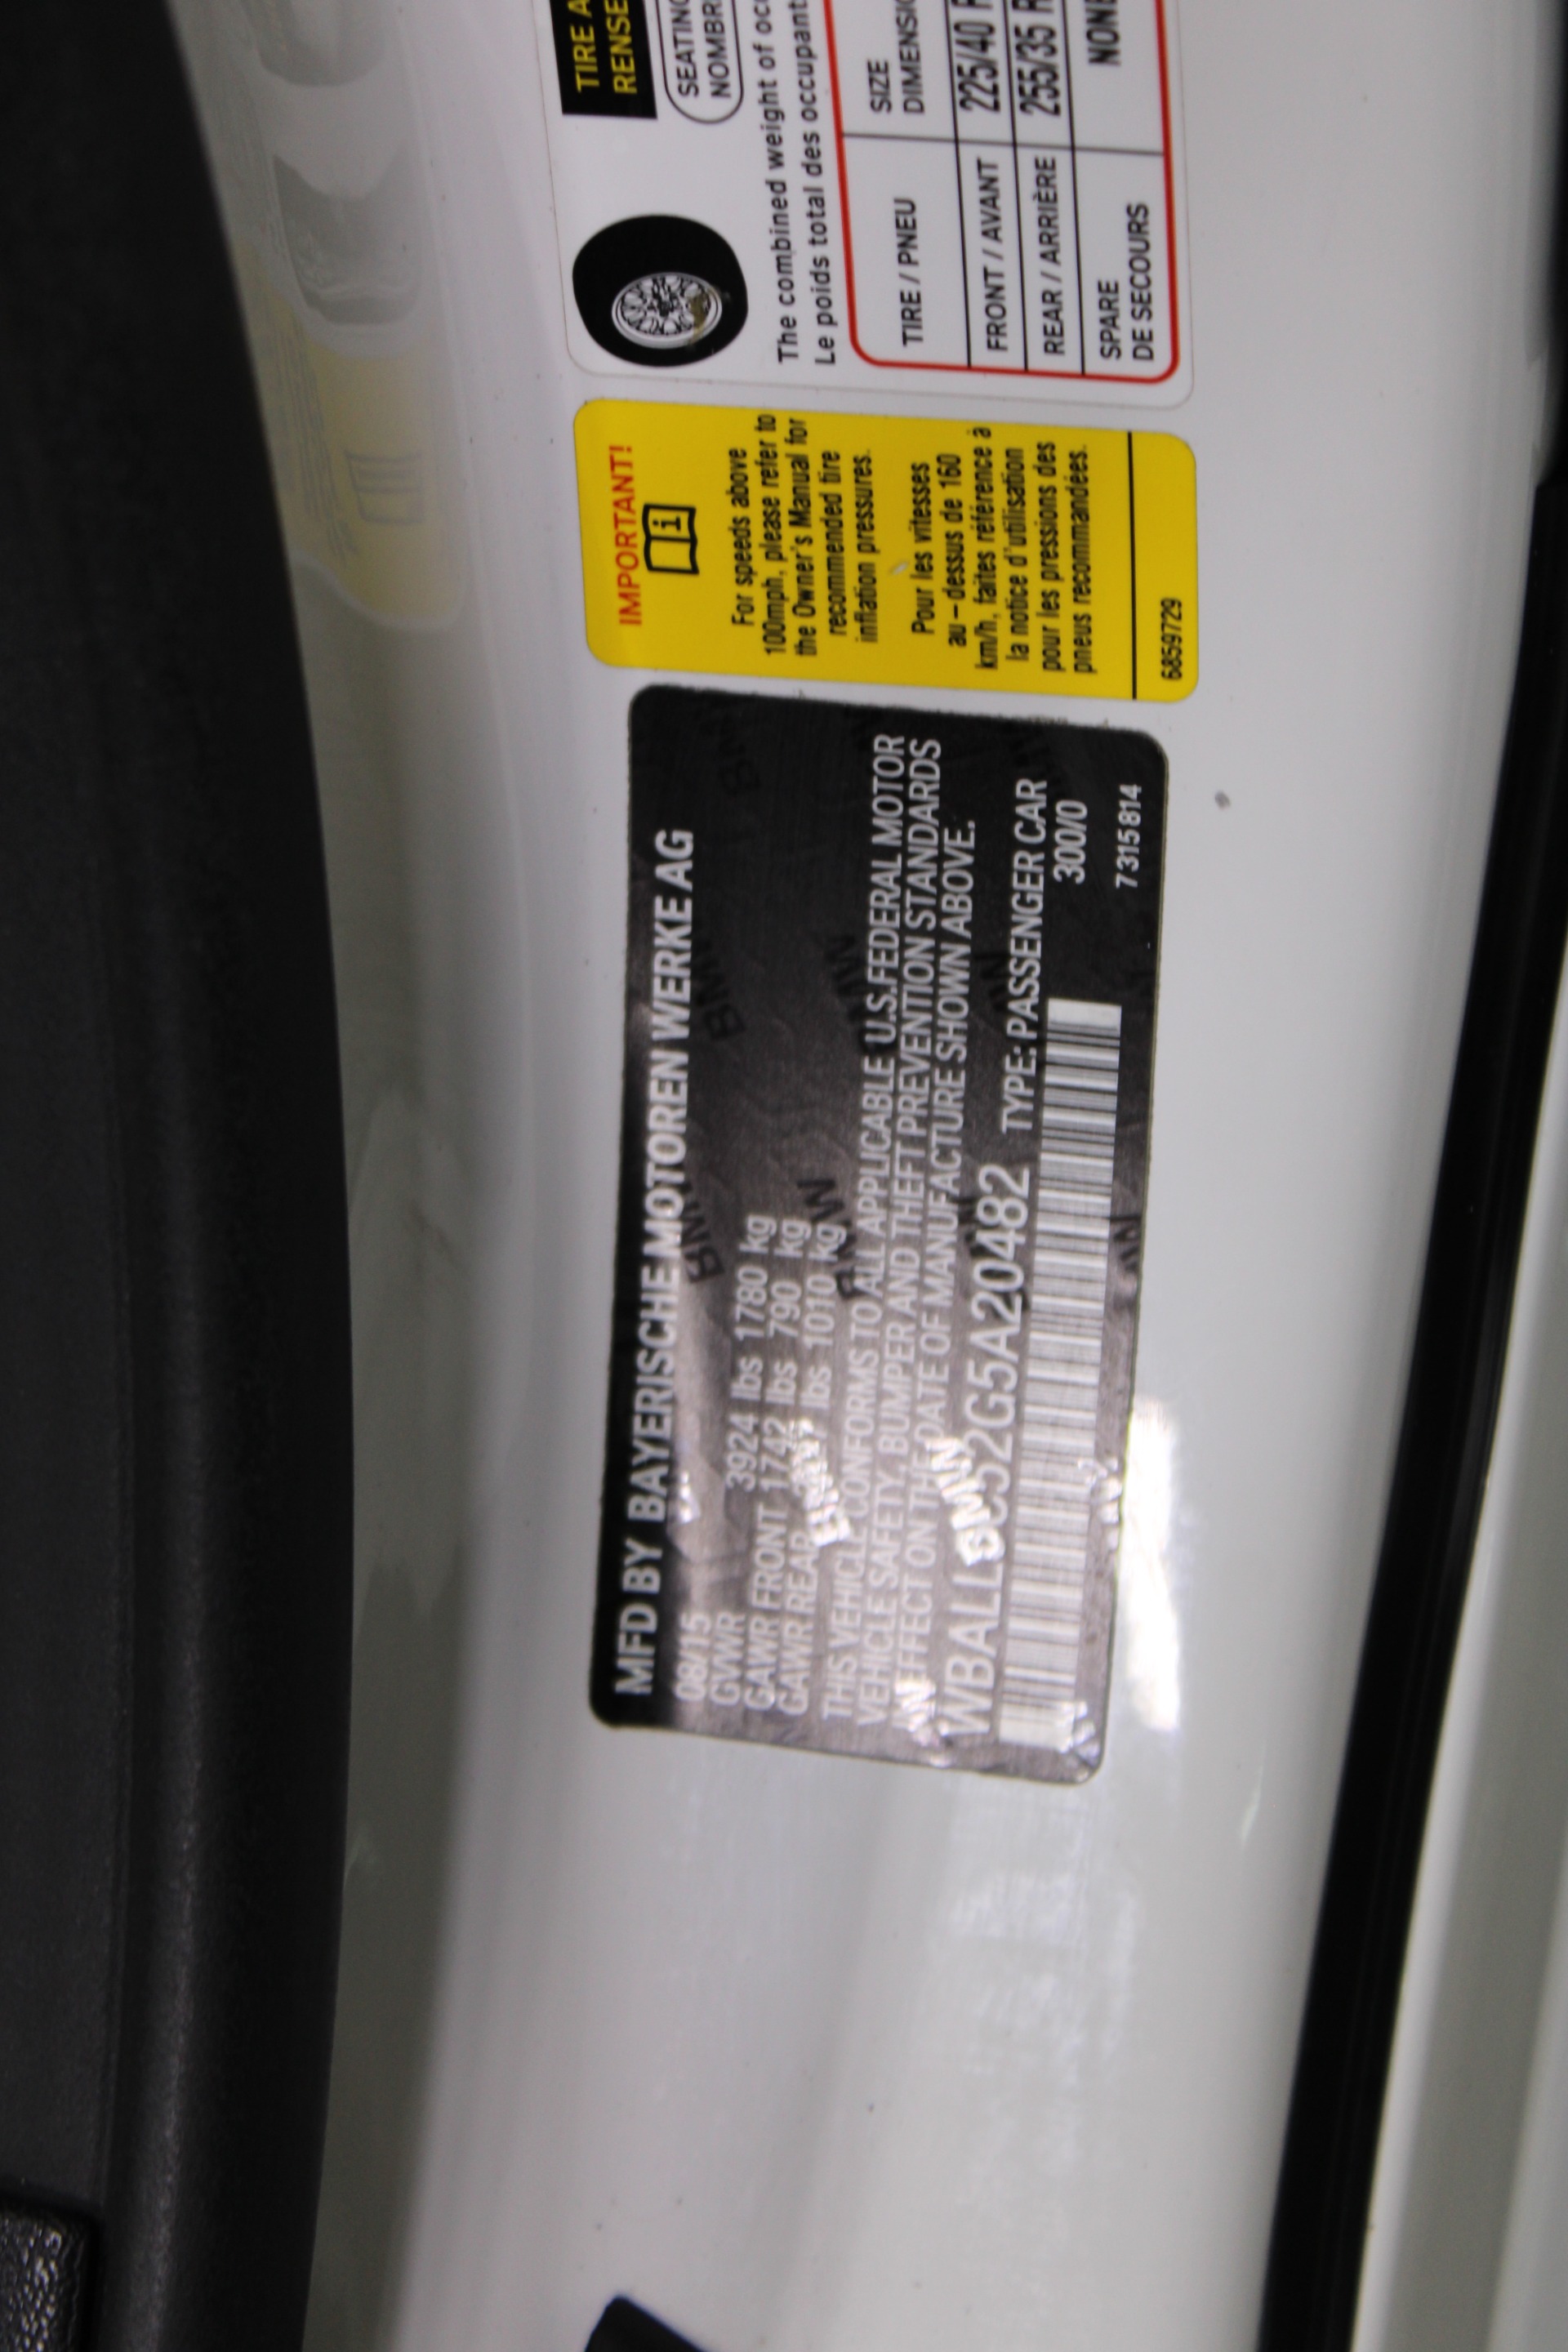 TIRE A
RENSE
SEATING
NOMBR
The combined weight of occ
Le poids total des occupant
TIRE / PNEU
SIZE
DIMENSIO
FRONT / AVANT
225/40 R
REAR / ARRIÈRE
255/35 R
SPARE
DE SECOURS
NONE
IMPORTANT!
For speeds above
100mph, please refer to
the Owner's Manual for
recommended tire
inflation pressures.
Pour les vitesses
au - dessus de 160
km/h, faites référence à
la notice d'utilisation
pour les pressions des
pneus recommandées.
6859729
MFD BY BAYERISCHE MOTOREN WERKE AG
08/15
GVWR 3924 lbs 1780 kg
GAWR FRONT 1742 lbs 790 kg
GAWR REAR lbs 1010 kg
THIS VEHICLE CONFORMS TO ALL APPLICABLE U.S.FEDERAL MOTOR
VEHICLE SAFETY, BUMPER AND THEFT PREVENTION STANDARDS
IN EFFECT ON THE DATE OF MANUFACTURE SHOWN ABOVE.
WBALL5C52G5A20482 TYPE: PASSENGER CAR
300/0
7315814